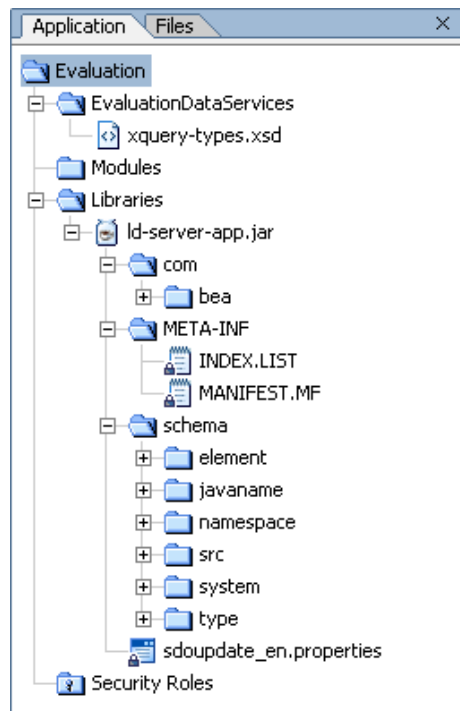 Application Files
Evaluation
EvaluationDataServices
xquery-types.xsd
Modules
Libraries
ld-server-app.jar
com
bea
META-INF
INDEX.LIST
MANIFEST.MF
schema
element
javaname
namespace
src
system
type
sdoupdate_en.properties
Security Roles